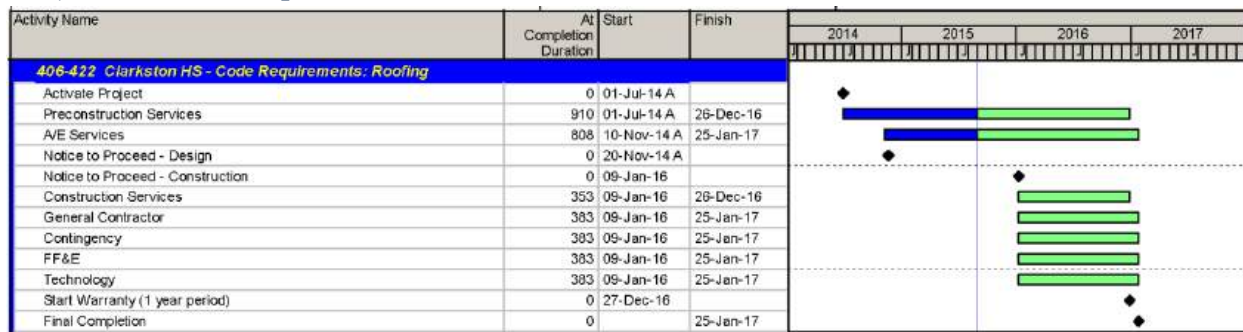 Activity Name At Completion Duration Start Finish 2014 2015 2016 2017
J J J J J J J
406-422 Clarkston HS - Code Requirements: Roofing
Activate Project 0 01-Jul-14 A
Preconstruction Services 910 01-Jul-14 A 26-Dec-16
A/E Services 808 10-Nov-14 A 25-Jan-17
Notice to Proceed - Design 0 20-Nov-14 A
Notice to Proceed - Construction 0 09-Jan-16
Construction Services 353 09-Jan-16 26-Dec-16
General Contractor 383 09-Jan-16 25-Jan-17
Contingency 383 09-Jan-16 25-Jan-17
FF&E 383 09-Jan-16 25-Jan-17
Technology 383 09-Jan-16 25-Jan-17
Start Warranty (1 year period) 0 27-Dec-16
Final Completion 0 25-Jan-17